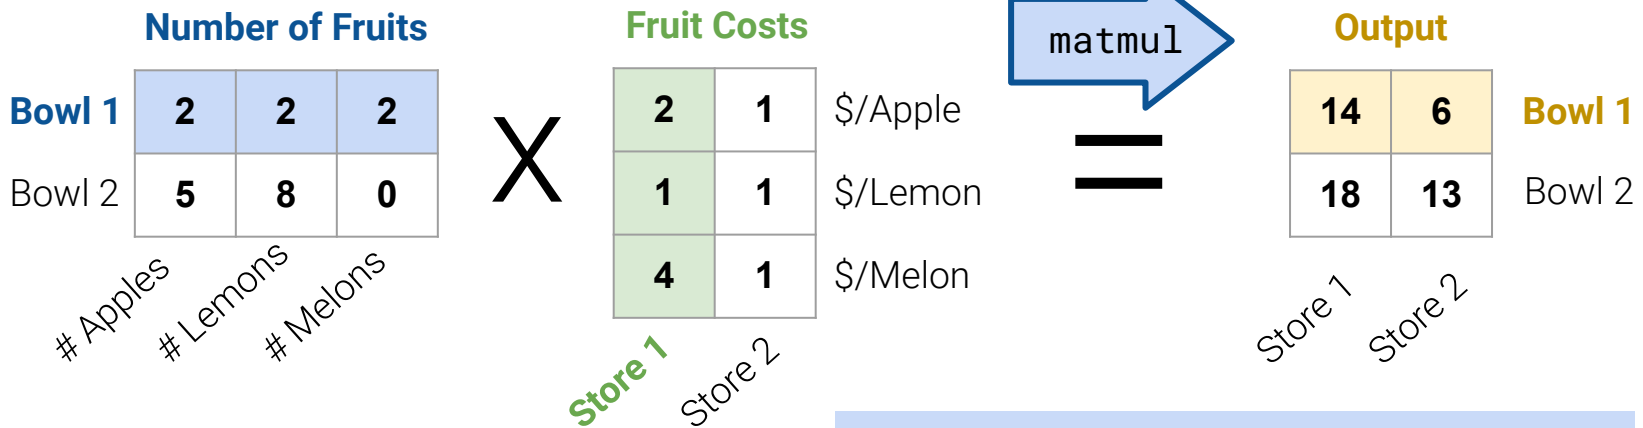 Number of Fruits
Fruit Costs
matmul
Output
Bowl 1 2 2 2
X
2 1 $/Apple
=
14 6 Bowl 1
Bowl 2 5 8 0
1 1 $/Lemon
18 13 Bowl 2
4 1 $/Melon
# Apples
# Lemons
# Melons
Store 1
Store 2
Store 1
Store 2